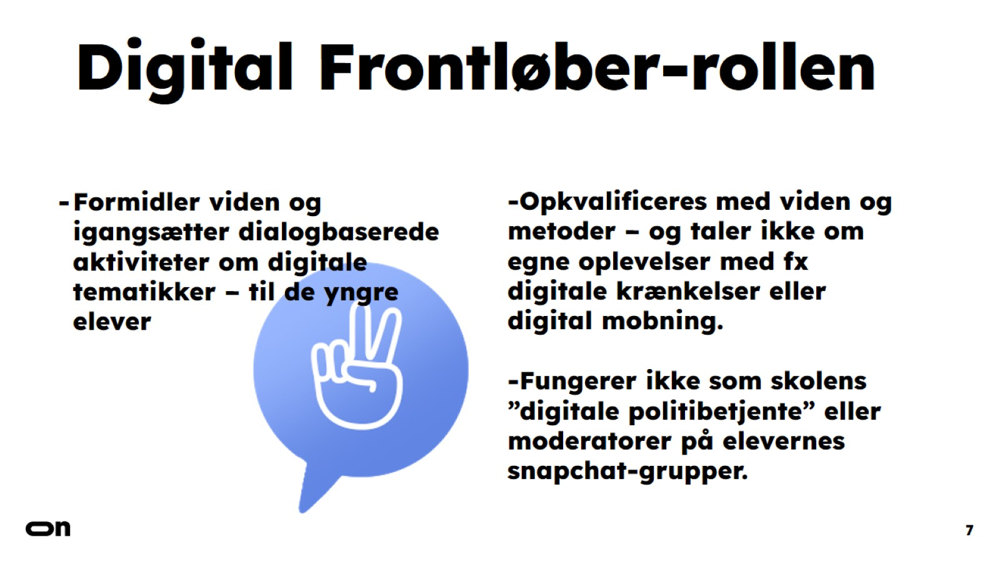 Digital Frontløber-rollen
- Formidler viden og
igangsætter dialogbaserede
aktiviteter om digitale
tematikker – til de yngre
elever
-Opkvalificeres med viden og
metoder – og taler ikke om
egne oplevelser med fx
digitale krænkelser eller
digital mobning.
-Fungerer ikke som skolens
”digitale politibetjente” eller
moderatorer på elevernes
snapchat-grupper.
on
7